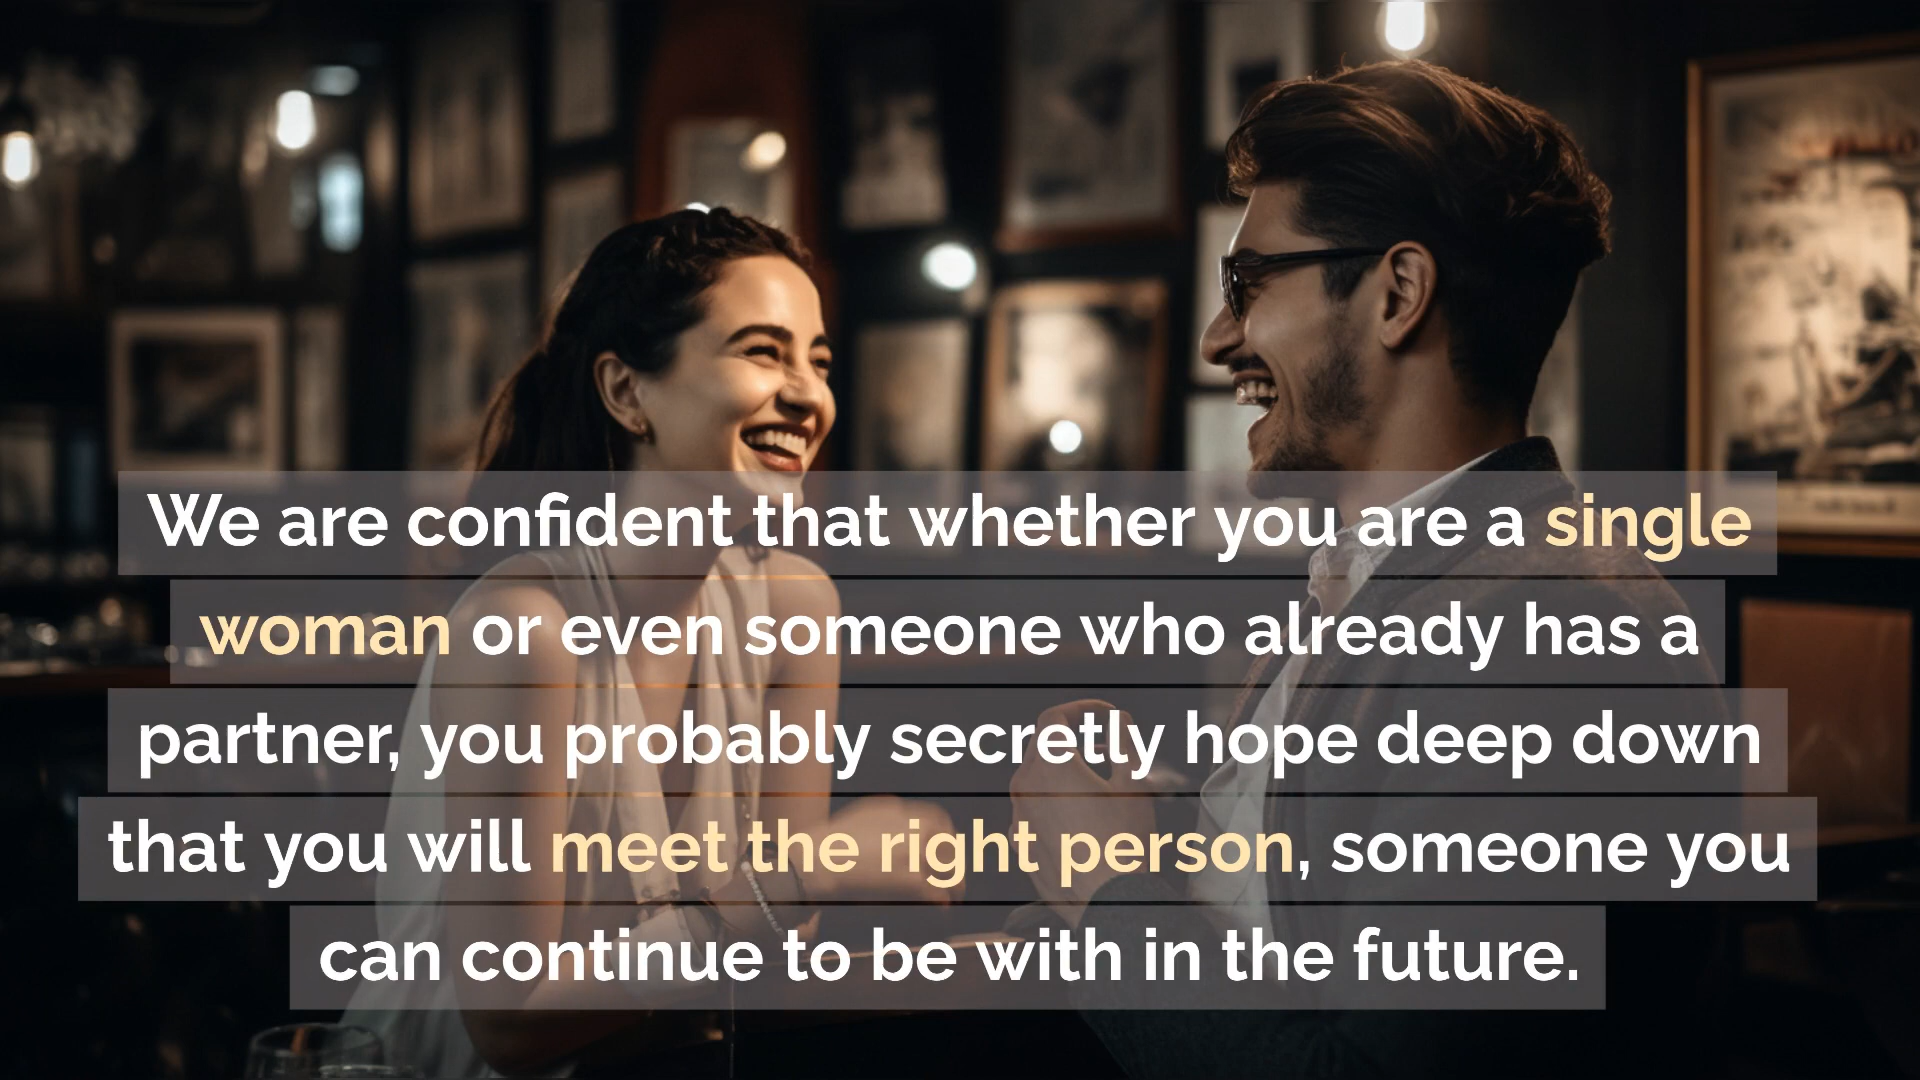 We are confident that whether you are a single
woman or even someone who already has a
partner, you probably secretly hope deep down
that you will meet the right person, someone you
can continue to be with in the future.